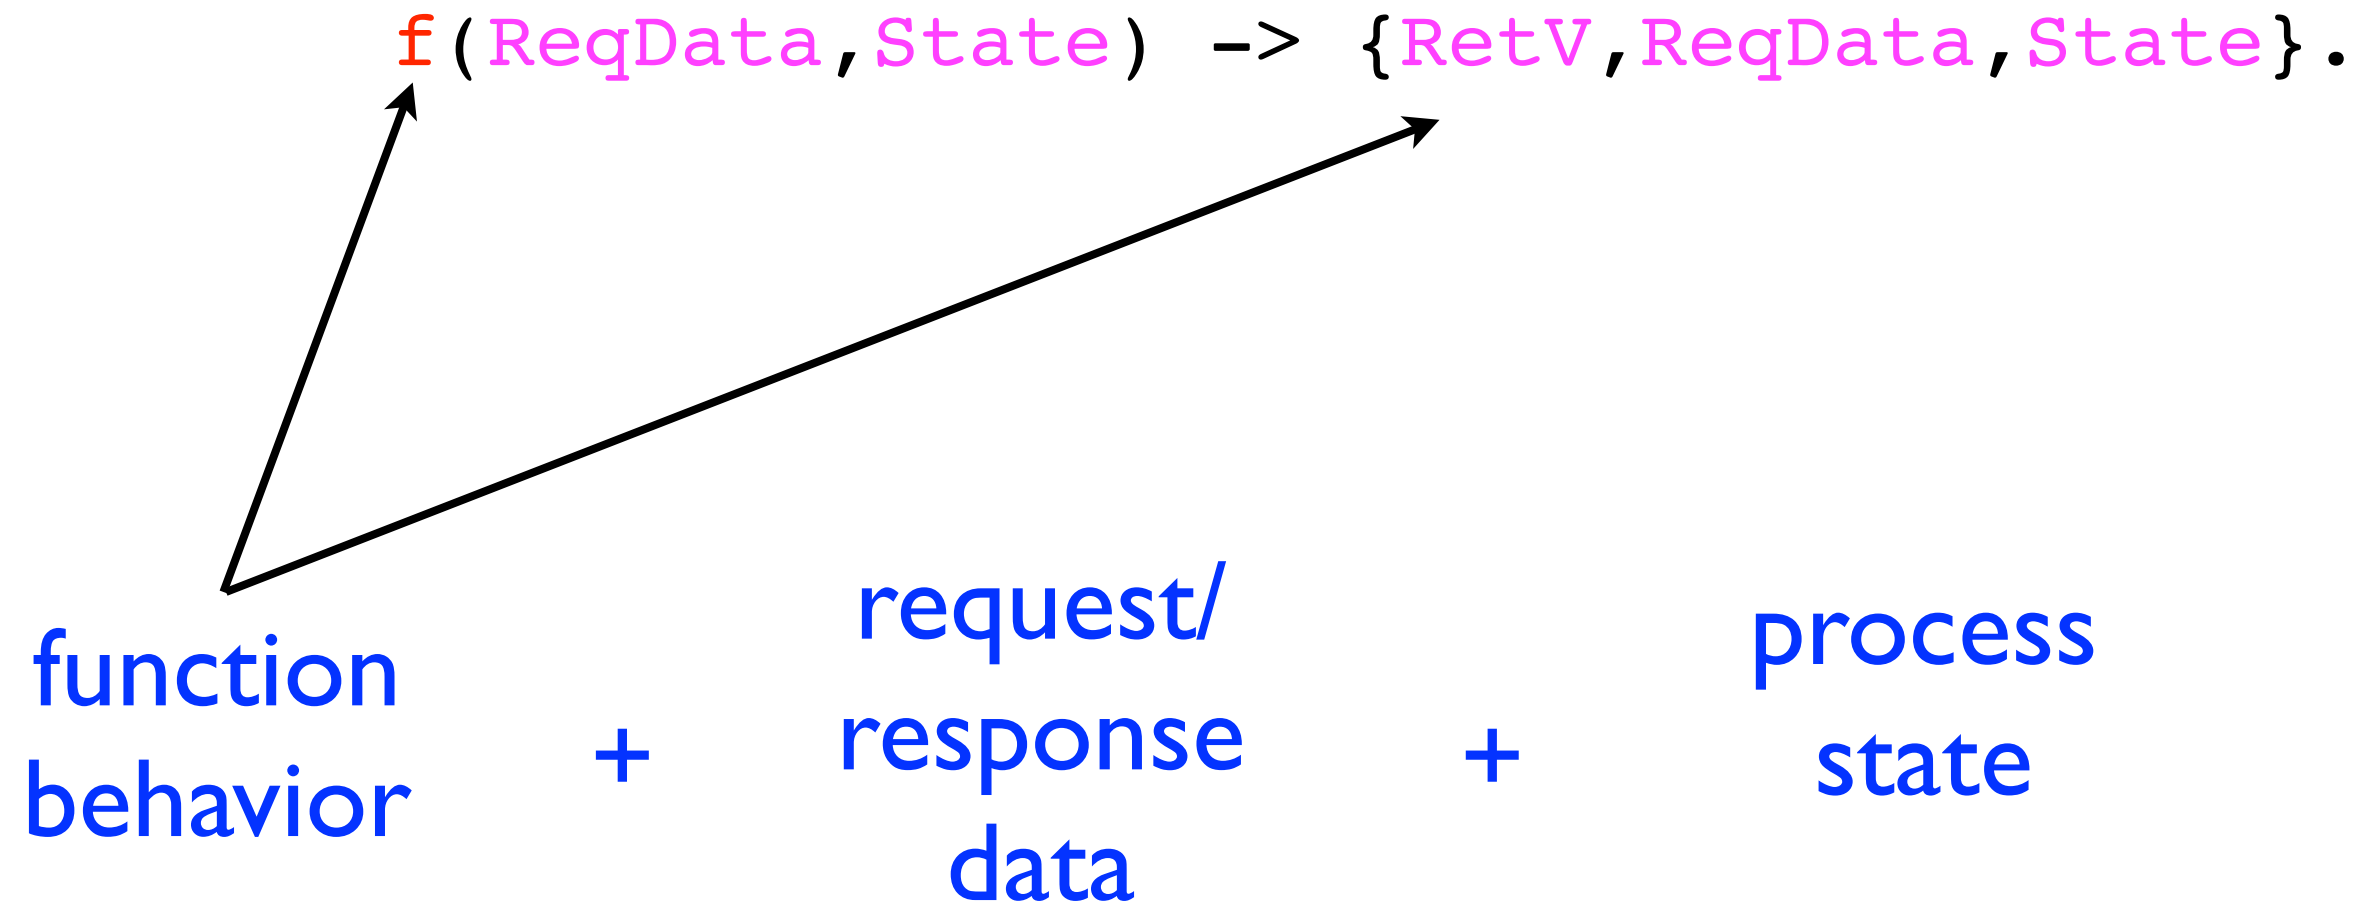 f(ReqData,State) -> {RetV,ReqData,State}.
function
behavior
+
request/
response
data
+
process
state